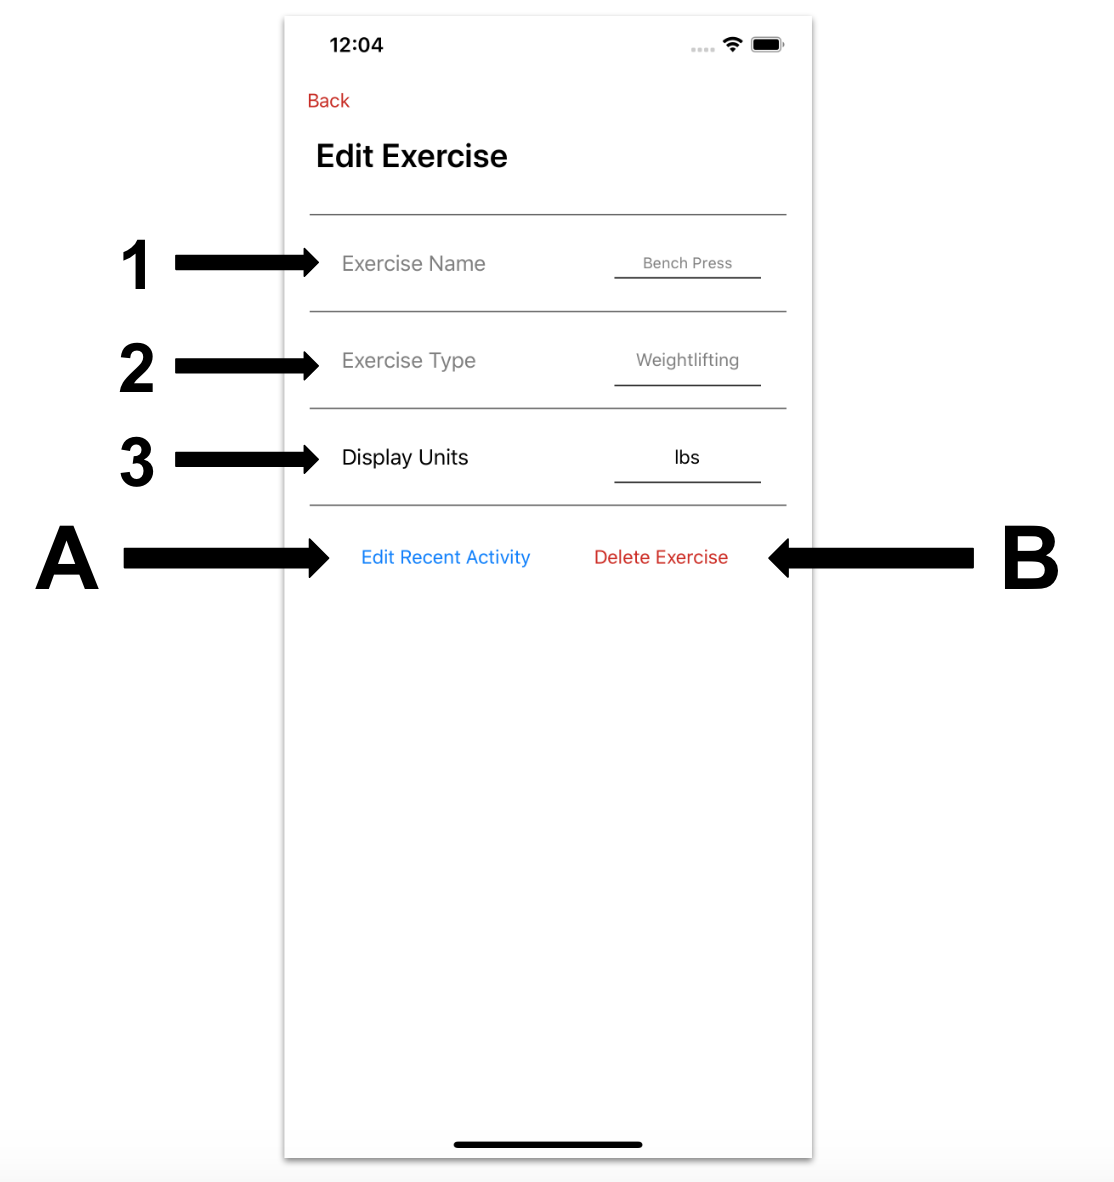 12:04
Back
Edit Exercise
1 Exercise Name Bench Press
2 Exercise Type Weightlifting
3 Display Units lbs
A Edit Recent Activity Delete Exercise B